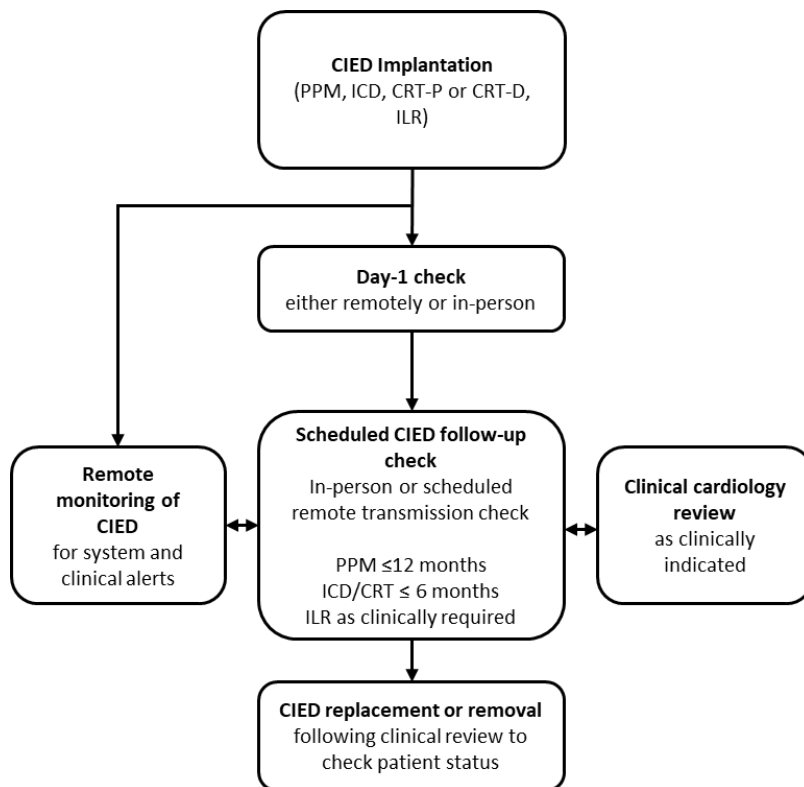 CIED Implantation
(PPM, ICD, CRT-P or CRT-D,
ILR)
Day-1 check
either remotely or in-person
Remote
monitoring of
CIED
for system and
clinical alerts
Scheduled CIED follow-up
check
In-person or scheduled
remote transmission check
PPM ≤12 months
ICD/CRT ≤ 6 months
ILR as clinically required
Clinical cardiology
review
as clinically
indicated
CIED replacement or removal
following clinical review to
check patient status